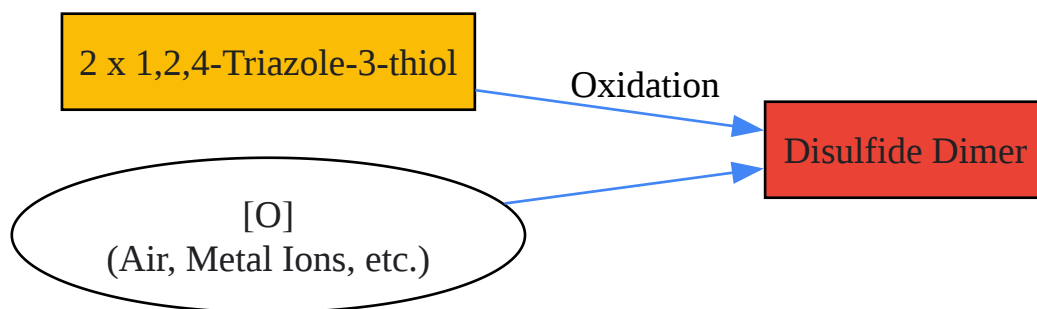 2 x 1,2,4-Triazole-3-thiol
Oxidation
Disulfide Dimer
[O]
(Air, Metal Ions, etc.)